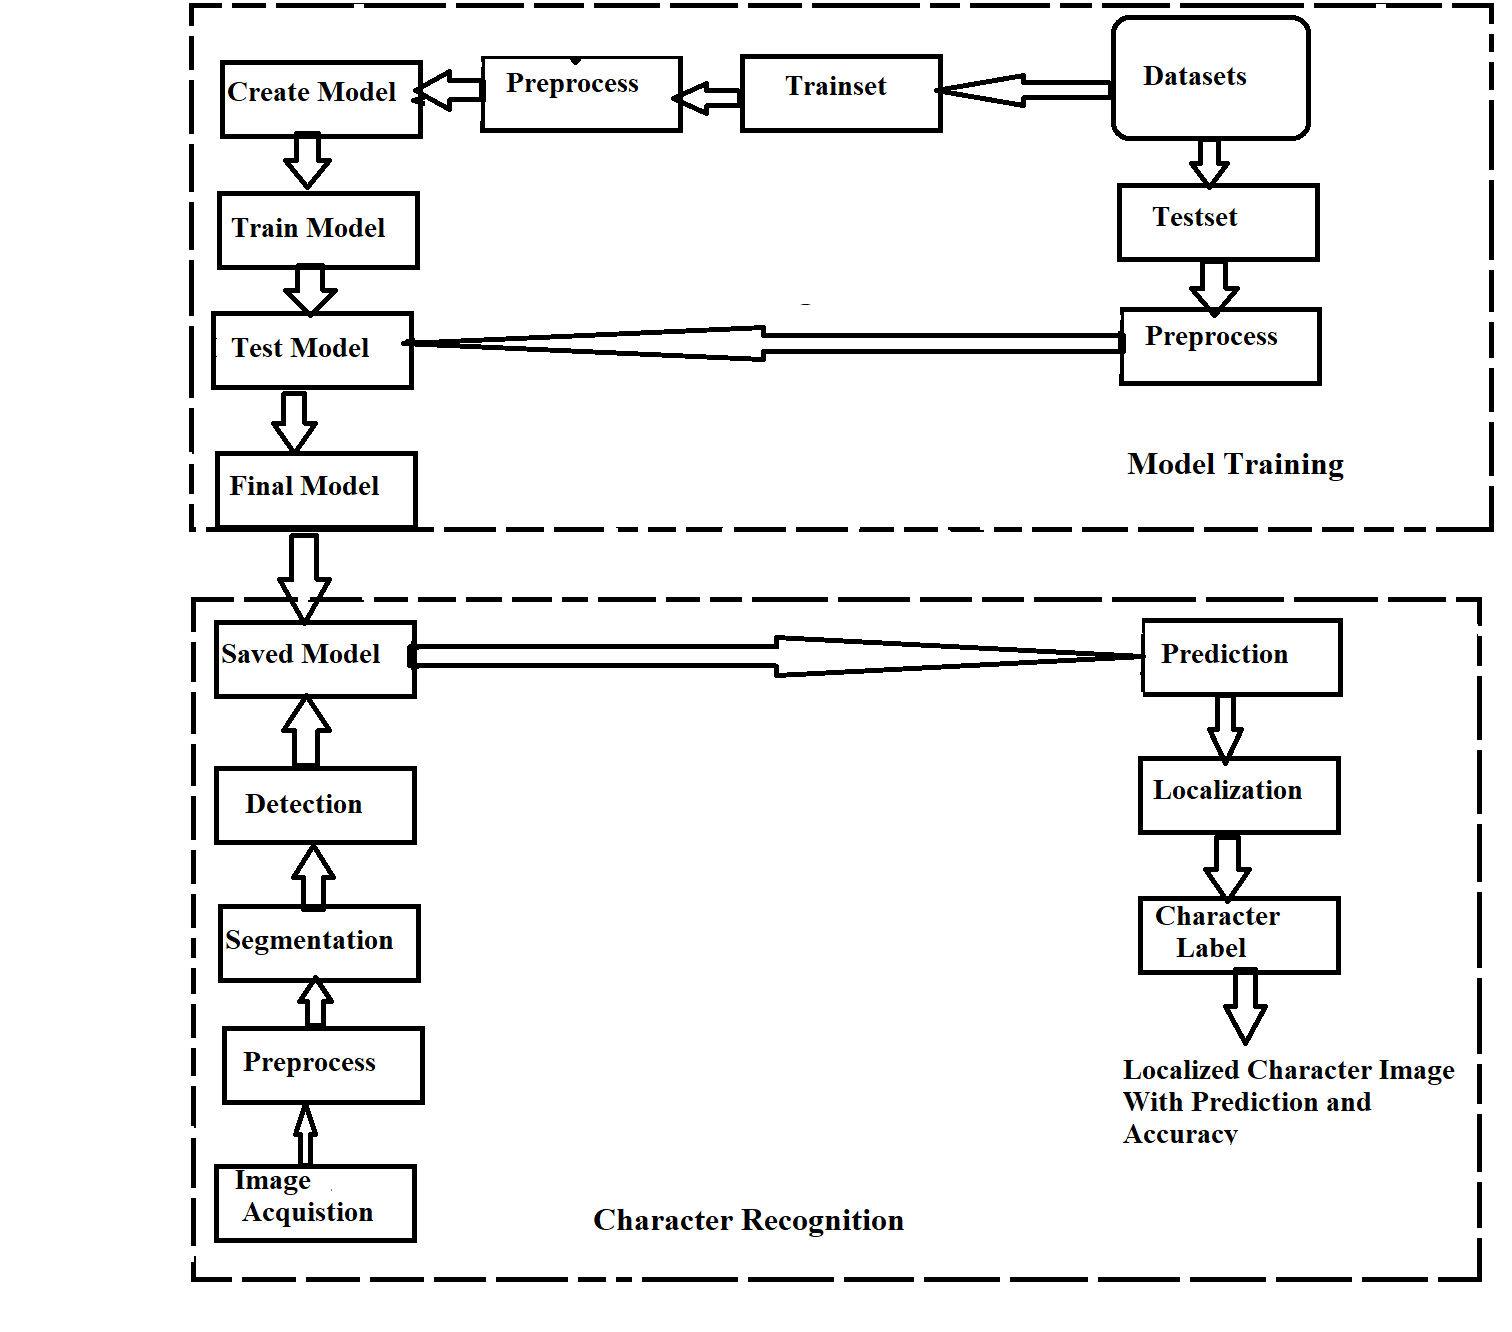 Create Model
Preprocess
Trainset
Datasets
Train Model
Testset
Test Model
Preprocess
Final Model
Model Training
Saved Model
Prediction
Detection
Localization
Segmentation
Character
Label
Preprocess
Localized Character Image
With Prediction and
Accuracy
Image
Acquistion
Character Recognition